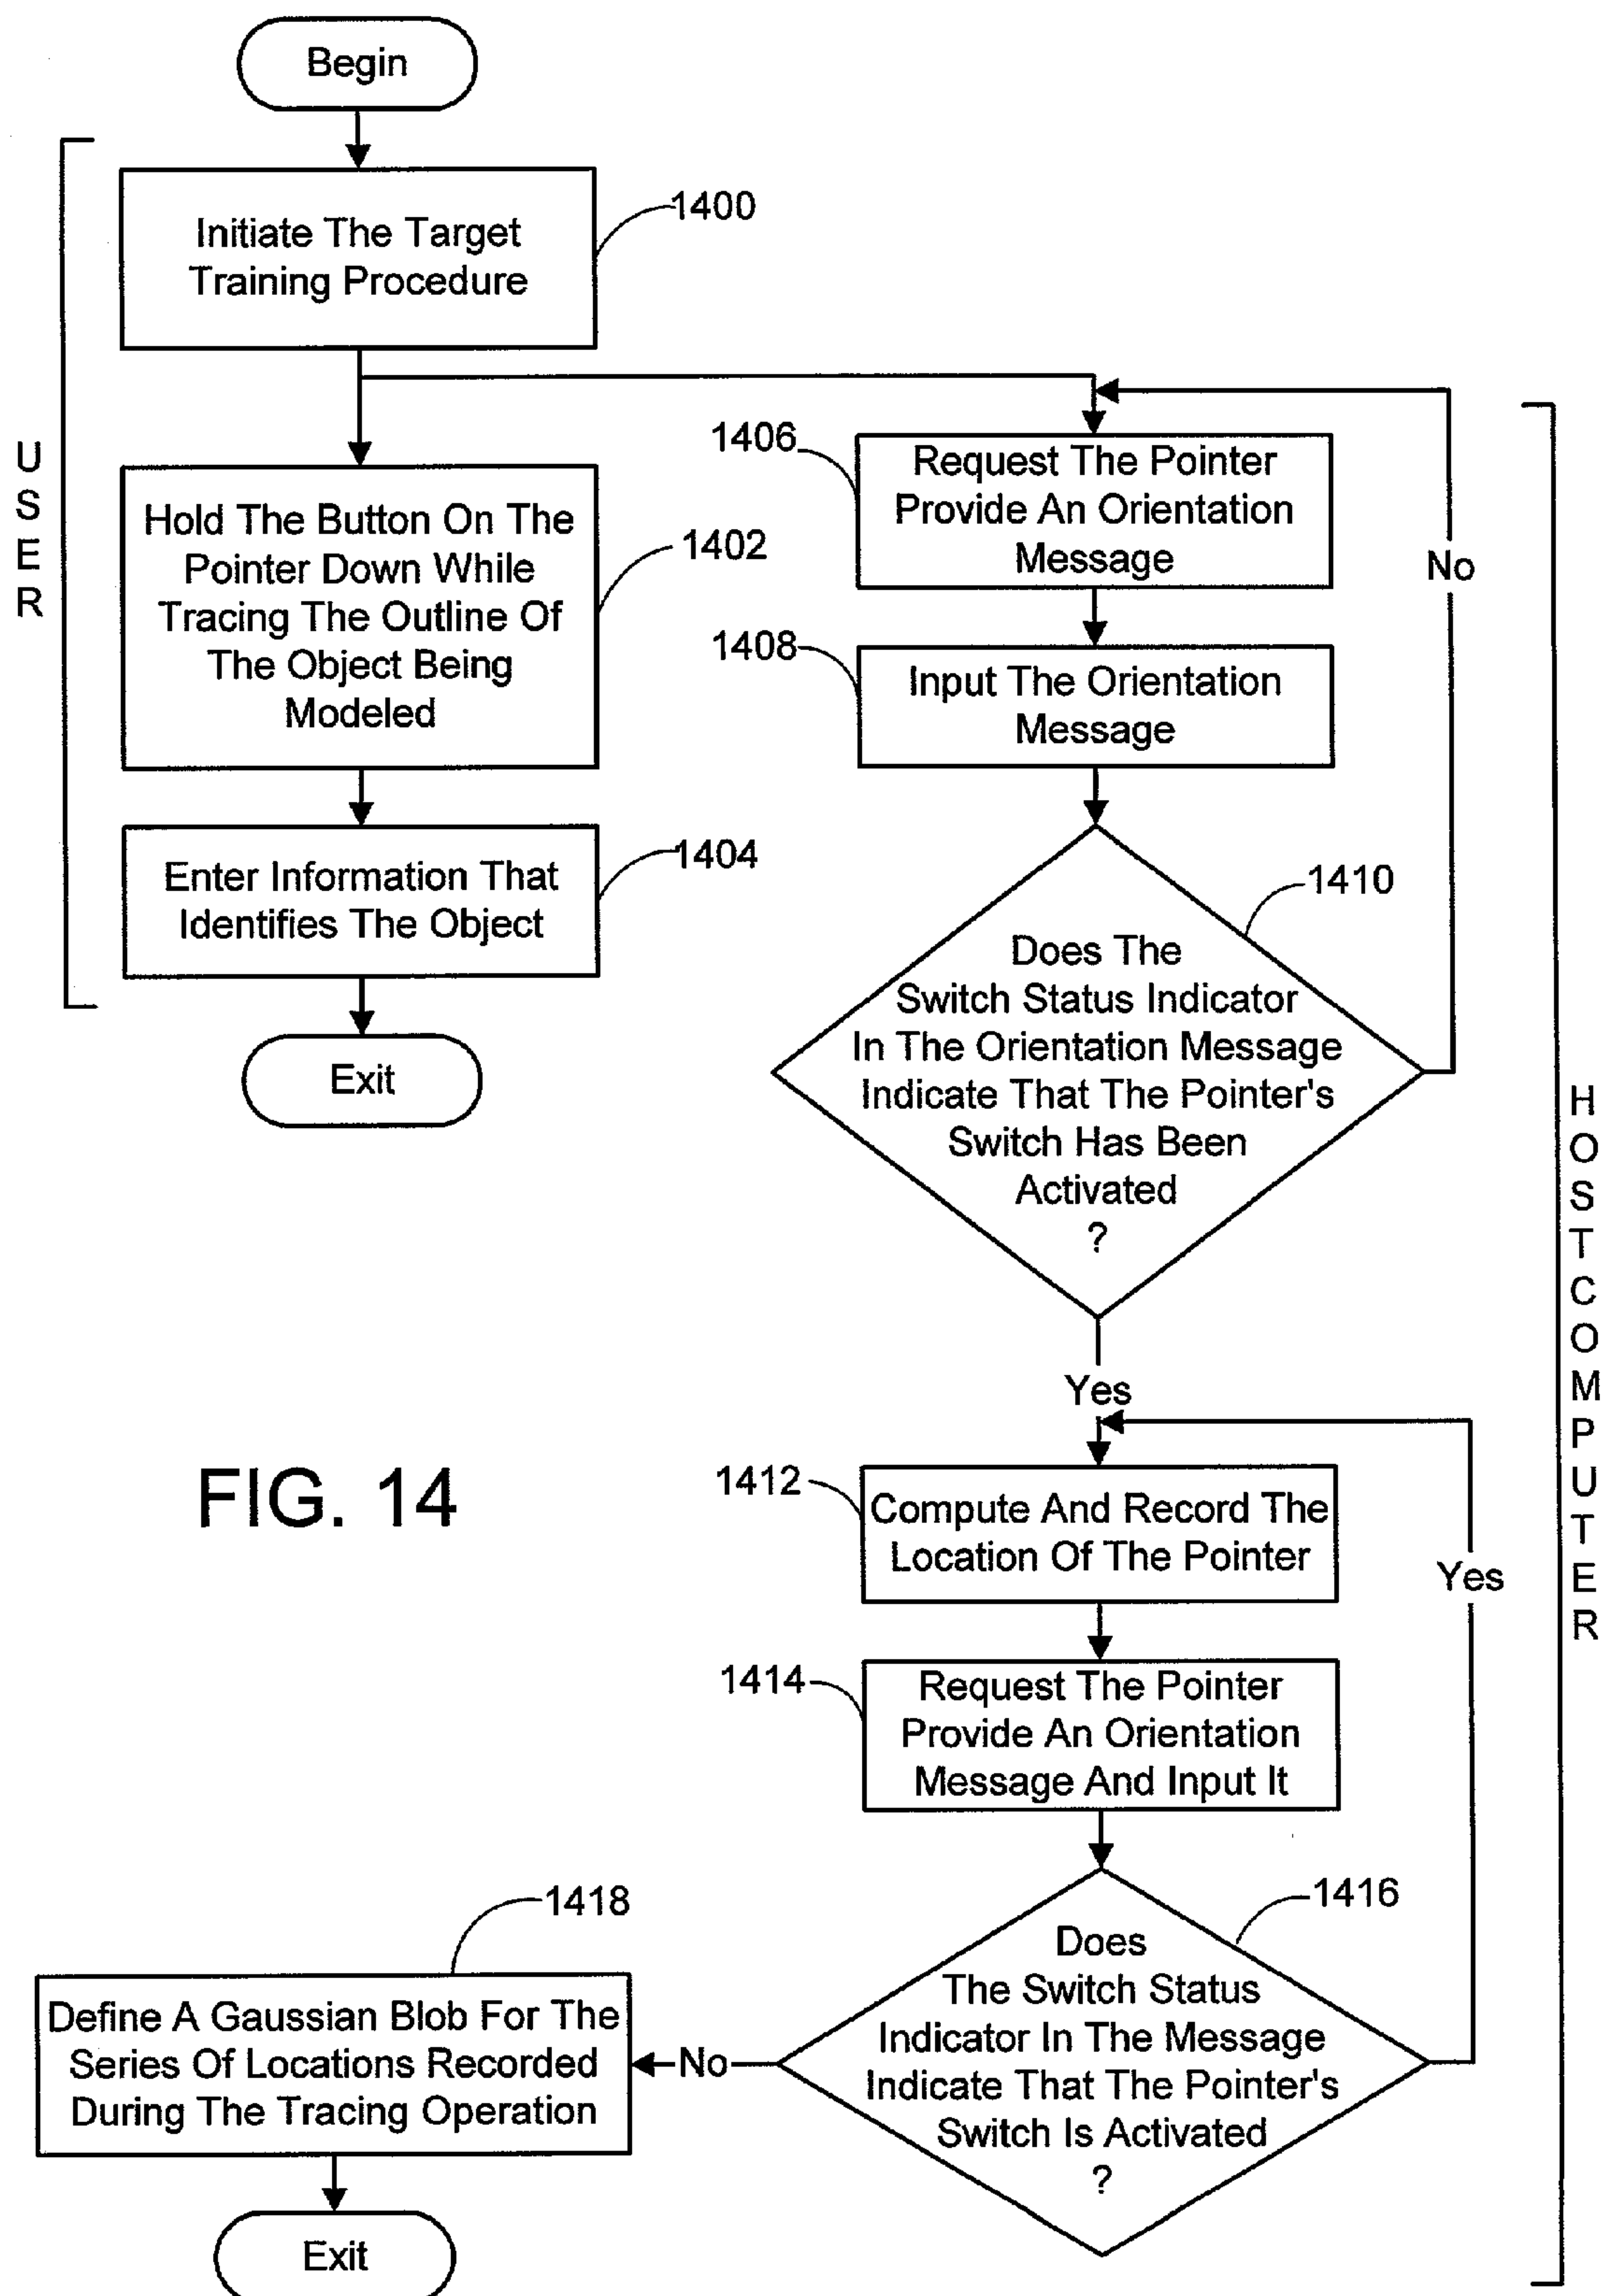 Begin
Initiate The Target
Training Procedure
1400
USER
Hold The Button On The
Pointer Down While
Tracing The Outline Of
The Object Being
Modeled
1402
Enter Information That
Identifies The Object
1404
Exit
1406
Request The Pointer
Provide An Orientation
Message
No
1408
Input The Orientation
Message
1410
Does The
Switch Status Indicator
In The Orientation Message
Indicate That The Pointer's
Switch Has Been
Activated
?
Yes
HOST COMPUTER
FIG. 14
1412
Compute And Record The
Location Of The Pointer
Yes
1414
Request The Pointer
Provide An Orientation
Message And Input It
1416
Does
The Switch Status
Indicator In The Message
Indicate That The Pointer's
Switch Is Activated
?
No
1418
Define A Gaussian Blob For The
Series Of Locations Recorded
During The Tracing Operation
Exit